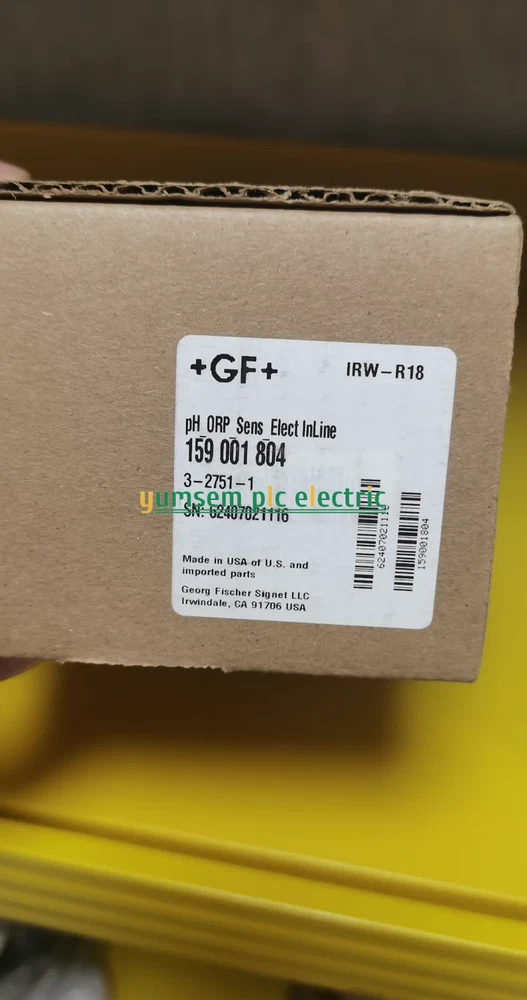 +GF+
IRW-R18
pH ORP Sens Elect InLine
159 001 804
3-2751-1
yumsem plc electric
SN: 62407021116
Made in USA of U.S. and
imported parts
Georg Fischer Signet LLC
Irwindale, CA 91706 USA
62407021116
159001804